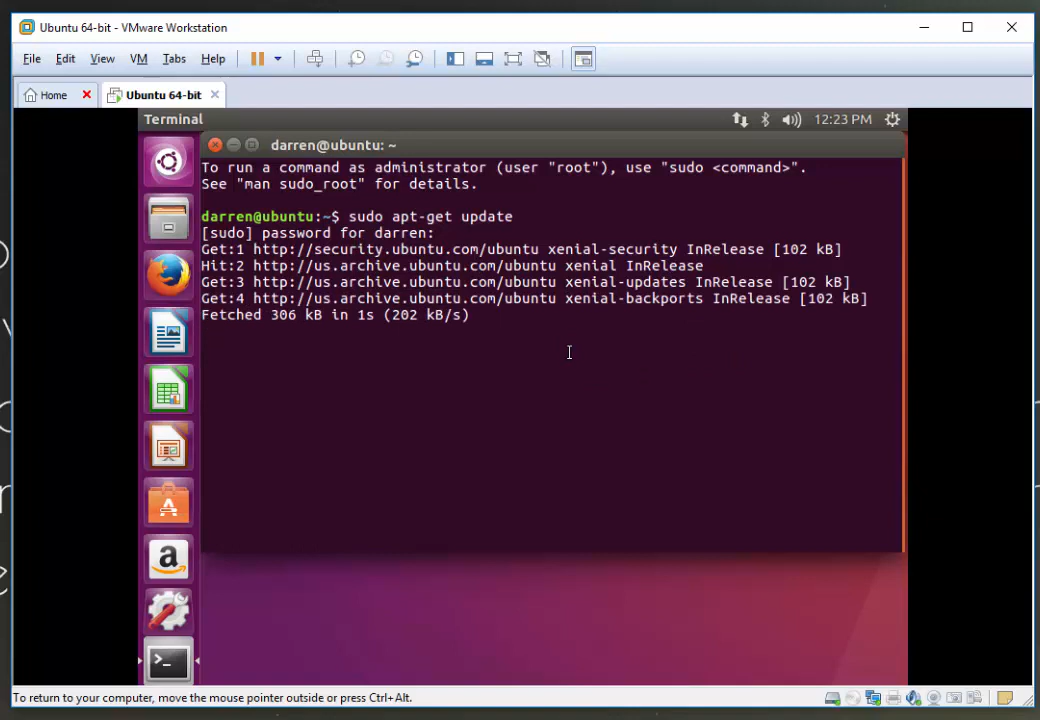 Ubuntu 64-bit - VMware Workstation
File Edit View VM Tabs Help
Home Ubuntu 64-bit
Terminal 12:23 PM
darren@ubuntu: ~
To run a command as administrator (user "root"), use "sudo <command>".
See "man sudo_root" for details.
darren@ubuntu:~$ sudo apt-get update
[sudo] password for darren:
Get:1 http://security.ubuntu.com/ubuntu xenial-security InRelease [102 kB]
Hit:2 http://us.archive.ubuntu.com/ubuntu xenial InRelease
Get:3 http://us.archive.ubuntu.com/ubuntu xenial-updates InRelease [102 kB]
Get:4 http://us.archive.ubuntu.com/ubuntu xenial-backports InRelease [102 kB]
Fetched 306 kB in 1s (202 kB/s)
To return to your computer, move the mouse pointer outside or press Ctrl+Alt.